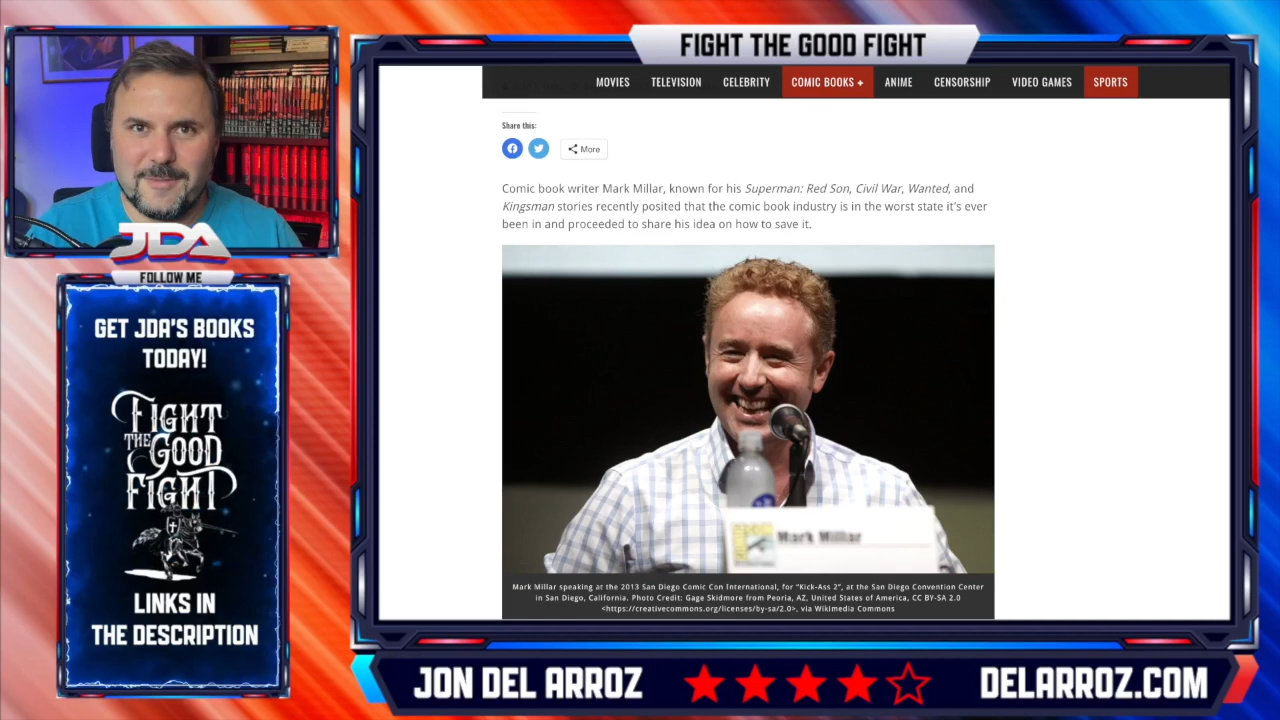 FIGHT THE GOOD FIGHT
MOVIES TELEVISION CELEBRITY COMIC BOOKS + ANIME CENSORSHIP VIDEO GAMES SPORTS
Share this:
More
Comic book writer Mark Millar, known for his Superman: Red Son, Civil War, Wanted, and
Kingsman stories recently posited that the comic book industry is in the worst state it's ever
been in and proceeded to share his idea on how to save it.
Mark Millar
Mark Millar speaking at the 2013 San Diego Comic Con International, for "Kick-Ass 2", at the San Diego Convention Center
in San Diego, California. Photo Credit: Gage Skidmore from Peoria, AZ, United States of America, CC BY-SA 2.0
<https://creativecommons.org/licenses/by-sa/2.0>, via Wikimedia Commons
JDA
FOLLOW ME
GET JDA'S BOOKS
TODAY!
FIGHT
THE GOOD
FIGHT
LINKS IN
THE DESCRIPTION
JON DEL ARROZ
DELARROZ.COM